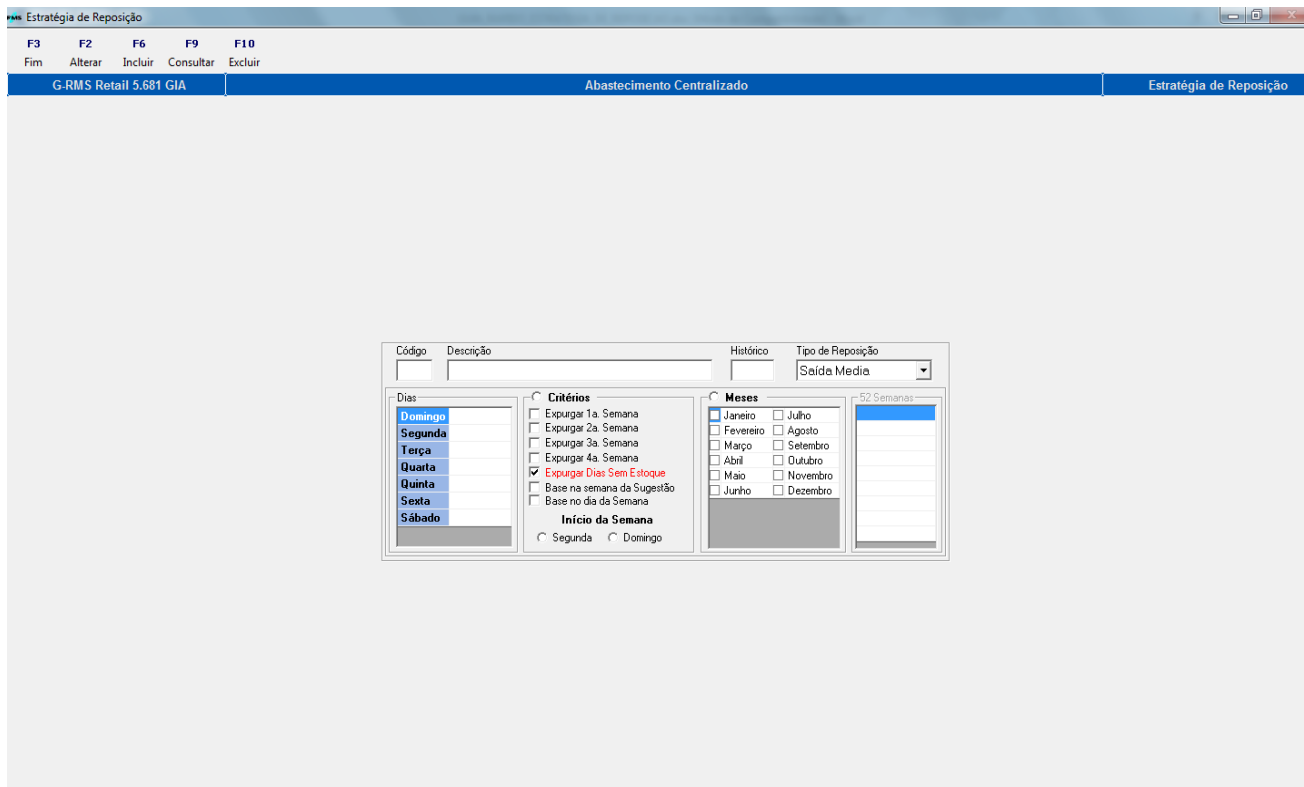 RMS Estratégia de Reposição
F3 F2 F6 F9 F10
Fim Alterar Incluir Consultar Excluir
G-RMS Retail 5.681 GIA Abastecimento Centralizado Estratégia de Reposição
Código Descrição Histórico Tipo de Reposição
Saída Media
Dias
Domingo
Segunda
Terça
Quarta
Quinta
Sexta
Sábado
Critérios
Expurgar 1a. Semana
Expurgar 2a. Semana
Expurgar 3a. Semana
Expurgar 4a. Semana
Expurgar Dias Sem Estoque
Base na semana da Sugestão
Base no dia da Semana
Início da Semana
Segunda Domingo
Meses
Janeiro Julho
Fevereiro Agosto
Março Setembro
Abril Outubro
Maio Novembro
Junho Dezembro
52 Semanas